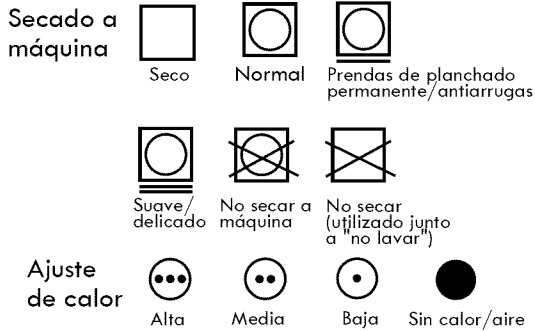 Secado a
máquina
Seco
Normal
Prendas de planchado
permanente/antiarrugas
Suave/
delicado
No secar a
máquina
No secar
(utilizado junto
a "no lavar")
Ajuste
de calor
Alta
Media
Baja
Sin calor/aire